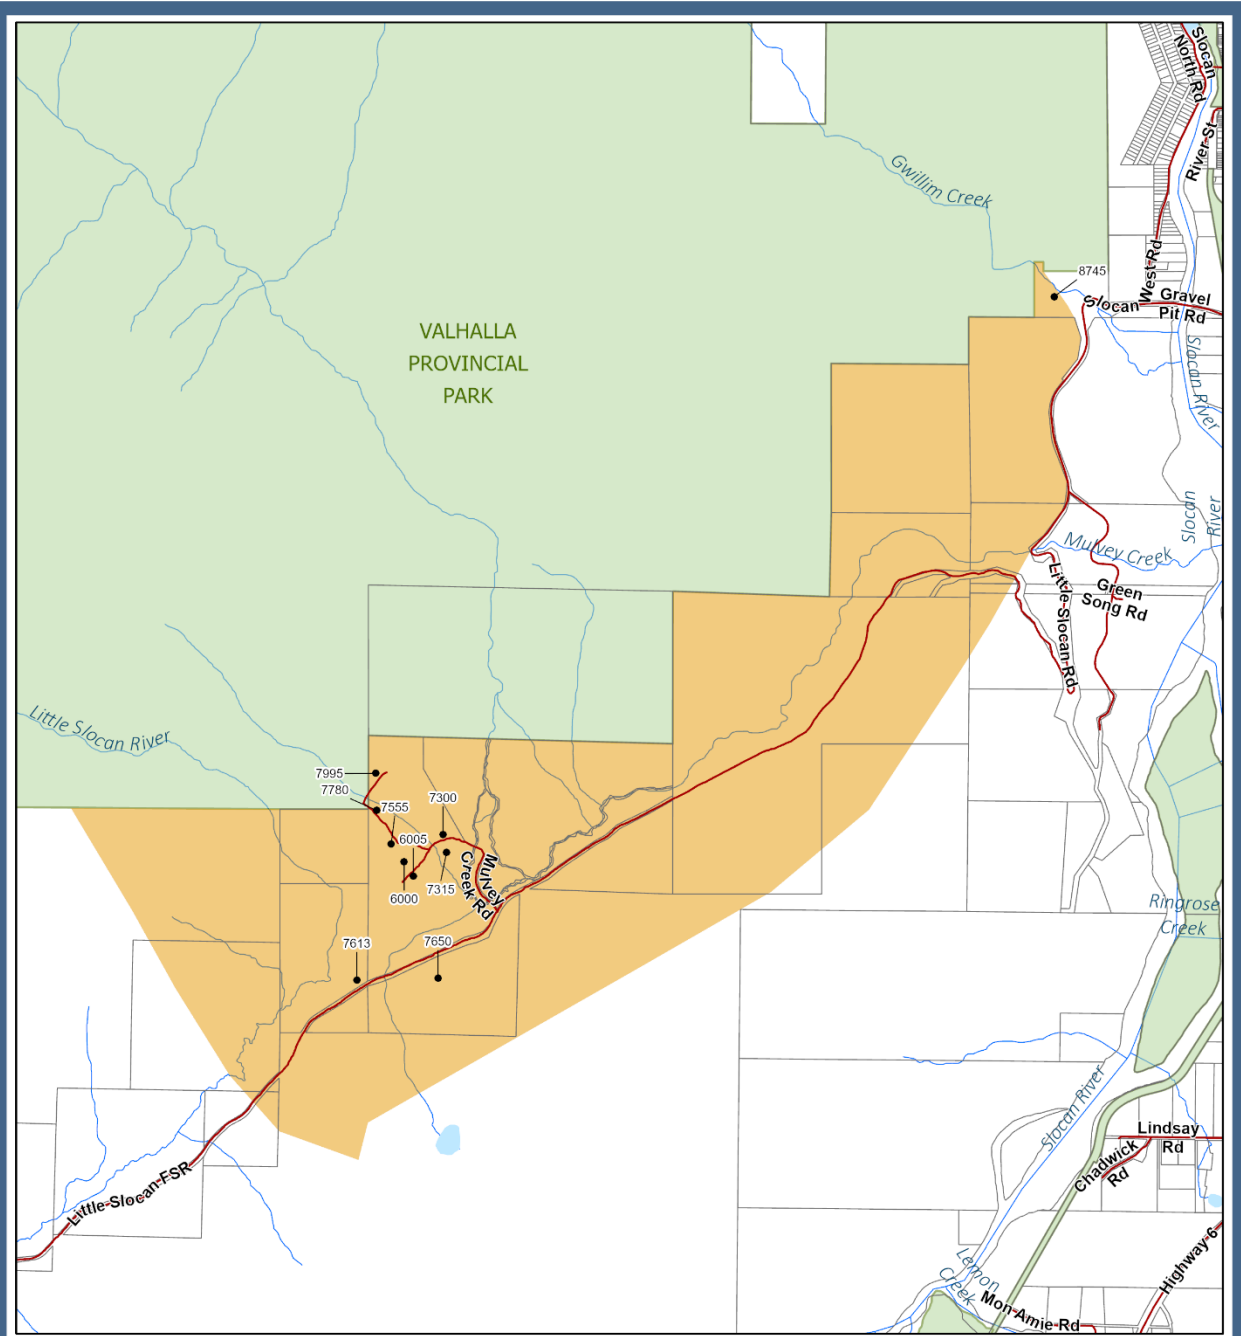 Slocan
North Rd
River St
Gwillim Creek
West Rd
8745
Slocan
Gravel
Pit Rd
VALHALLA
PROVINCIAL
PARK
Slocan River
Slocan
River
Mulvey Creek
Little Slocan Rd
Green
Song Rd
Little Slocan River
7995
7780
7555
7300
6005
7315
6000
Mulvey
Creek Rd
7613
7650
Ringrose
Creek
Slocan River
Lindsay
Rd
Chadwick
Rd
Little Slocan FSR
Highway 6
Lemon
Creek
Mon Amie Rd